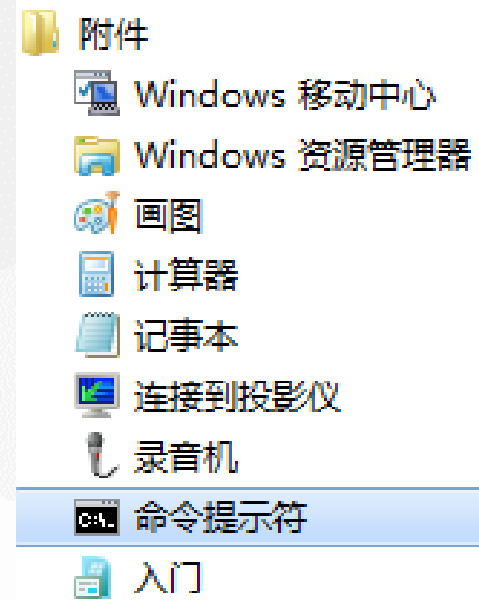 附件
Windows 移动中心
Windows 资源管理器
画图
计算器
记事本
连接到投影仪
录音机
C:\_
命令提示符
入门